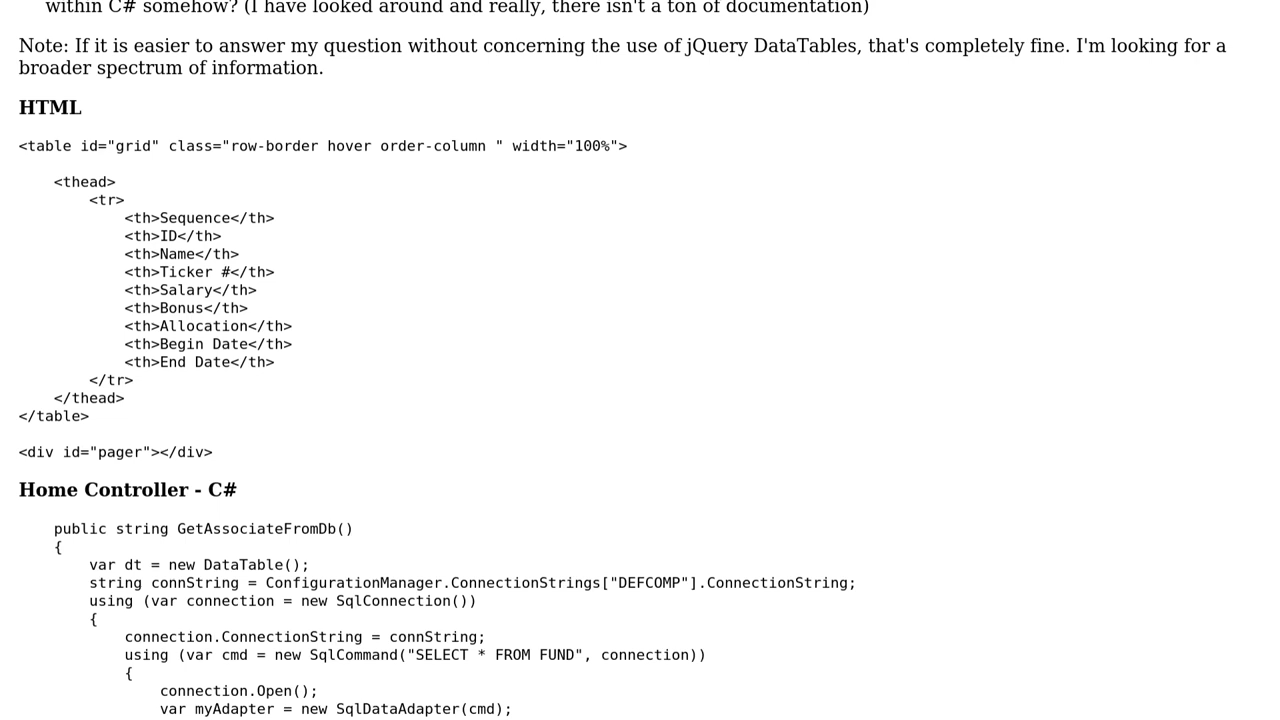 within C# somehow? (I have looked around and really, there isn't a ton of documentation)
Note: If it is easier to answer my question without concerning the use of jQuery DataTables, that's completely fine. I'm looking for a
broader spectrum of information.
HTML
<table id="grid" class="row-border hover order-column " width="100%">
    <thead>
        <tr>
            <th>Sequence</th>
            <th>ID</th>
            <th>Name</th>
            <th>Ticker #</th>
            <th>Salary</th>
            <th>Bonus</th>
            <th>Allocation</th>
            <th>Begin Date</th>
            <th>End Date</th>
        </tr>
    </thead>
</table>
<div id="pager"></div>
Home Controller - C#
    public string GetAssociateFromDb()
    {
        var dt = new DataTable();
        string connString = ConfigurationManager.ConnectionStrings["DEFCOMP"].ConnectionString;
        using (var connection = new SqlConnection())
        {
            connection.ConnectionString = connString;
            using (var cmd = new SqlCommand("SELECT * FROM FUND", connection))
            {
                connection.Open();
                var myAdapter = new SqlDataAdapter(cmd);